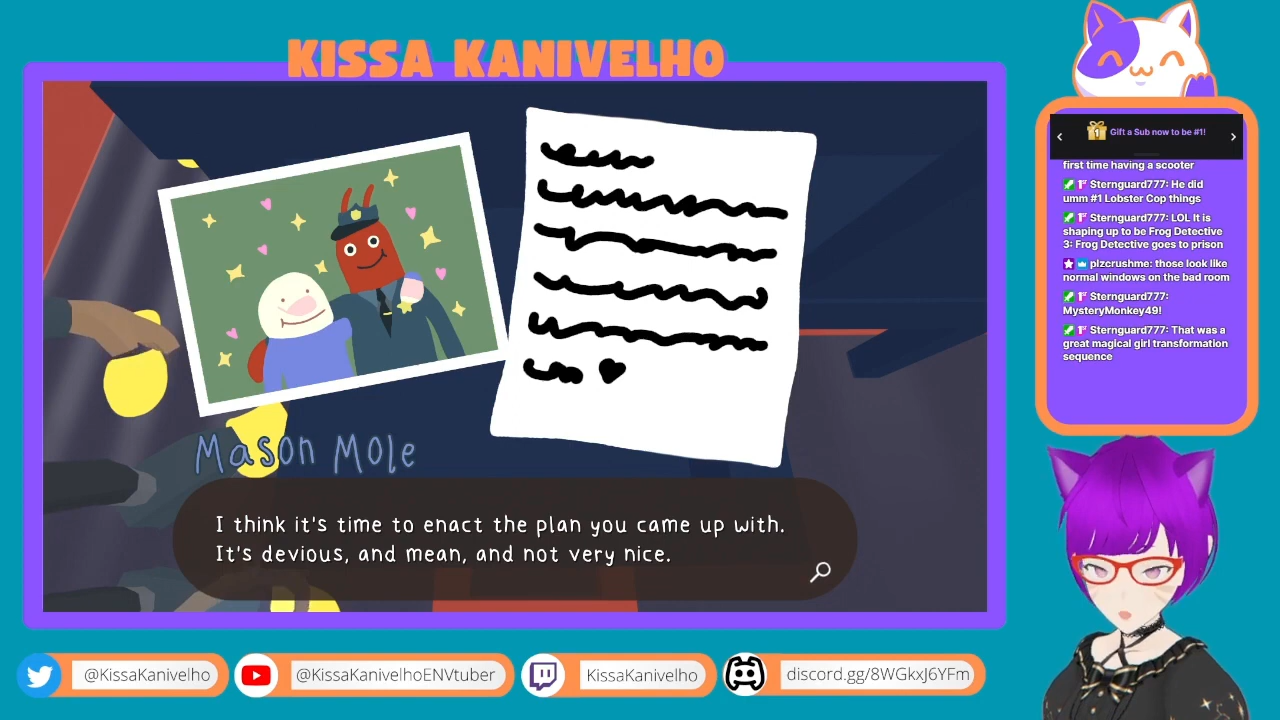 KISSA KANIVELHO
Mason Mole
I think it's time to enact the plan you came up with.
It's devious, and mean, and not very nice.
1
Gift a Sub now to be #1!
first time having a scooter
Sternguard777: He did
umm #1 Lobster Cop things
Sternguard777: LOL It is
shaping up to be Frog Detective
3: Frog Detective goes to prison
plzcrushme: those look like
normal windows on the bad room
Sternguard777:
MysteryMonkey49!
Sternguard777: That was a
great magical girl transformation
sequence
@KissaKanivelho
@KissaKanivelhoENVtuber
KissaKanivelho
discord.gg/8WGkxJ6YFm